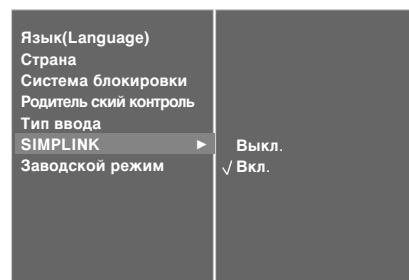 Язык(Language)
Страна
Система блокировки
Родитель ский контроль
Тип ввода
SIMPLINK ►
Выкл.
Заводской режим
√ Вкл.